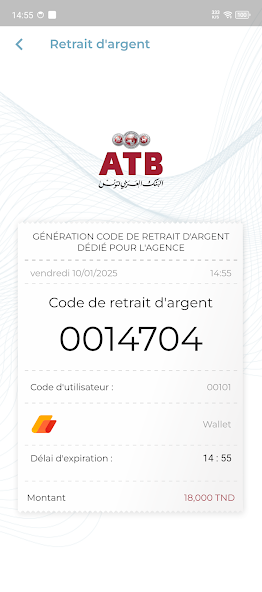 14:55
Retrait d'argent
ATB
البنك العربي لتونس
GÉNÉRATION CODE DE RETRAIT D'ARGENT
DÉDIÉ POUR L'AGENCE
vendredi 10/01/2025 14:55
Code de retrait d'argent
0014704
Code d'utilisateur : 00101
Wallet
Délai d'expiration : 14 : 55
Montant 18,000 TND